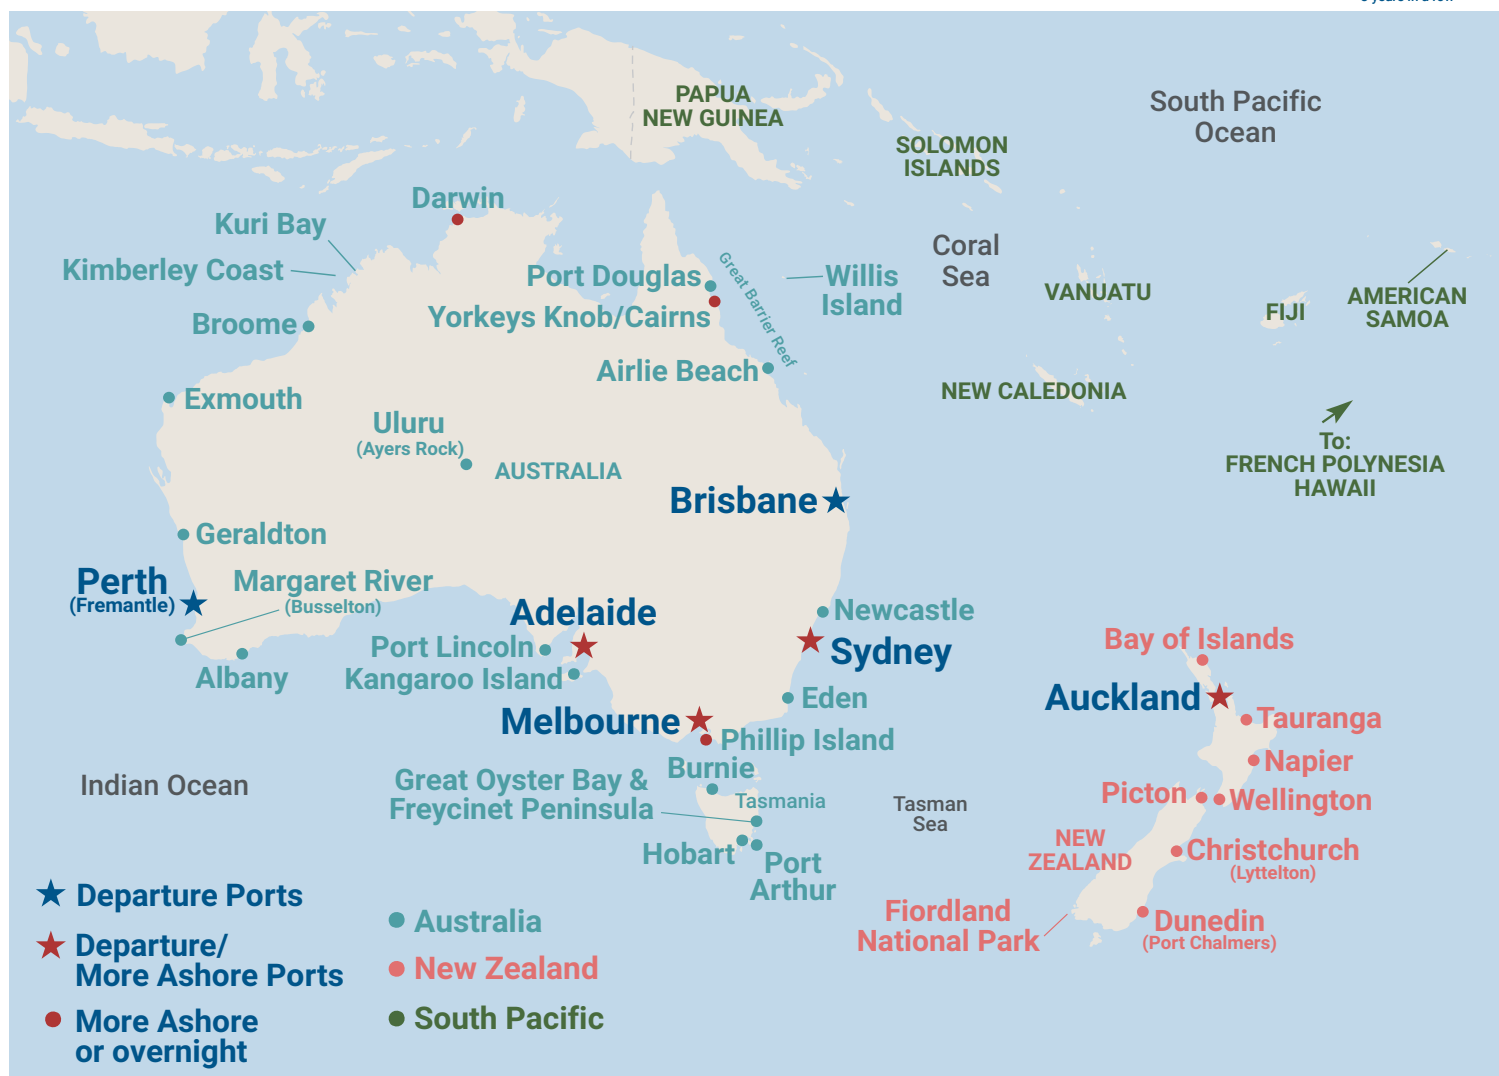 PAPUA
NEW GUINEA
South Pacific
Ocean
SOLOMON
ISLANDS
Darwin
Kuri Bay
Kimberley Coast
Broome
Exmouth
Port Douglas
Yorkeys Knob/Cairns
Great Barrier Reef
Willis
Island
Coral
Sea
VANUATU
FIJI
AMERICAN
SAMOA
Airlie Beach
NEW CALEDONIA
To:
FRENCH POLYNESIA
HAWAII
Uluru
(Ayers Rock)
AUSTRALIA
Brisbane
Geraldton
Perth
(Fremantle)
Margaret River
(Busselton)
Albany
Adelaide
Port Lincoln
Kangaroo Island
Newcastle
Sydney
Eden
Melbourne
Phillip Island
Burnie
Great Oyster Bay &
Freycinet Peninsula
Tasmania
Hobart
Port
Arthur
Indian Ocean
Tasman
Sea
Bay of Islands
Auckland
Tauranga
Napier
Picton
Wellington
NEW
ZEALAND
Christchurch
(Lyttelton)
Fiordland
National Park
Dunedin
(Port Chalmers)
Departure Ports
Departure/
More Ashore Ports
More Ashore
or overnight
Australia
New Zealand
South Pacific